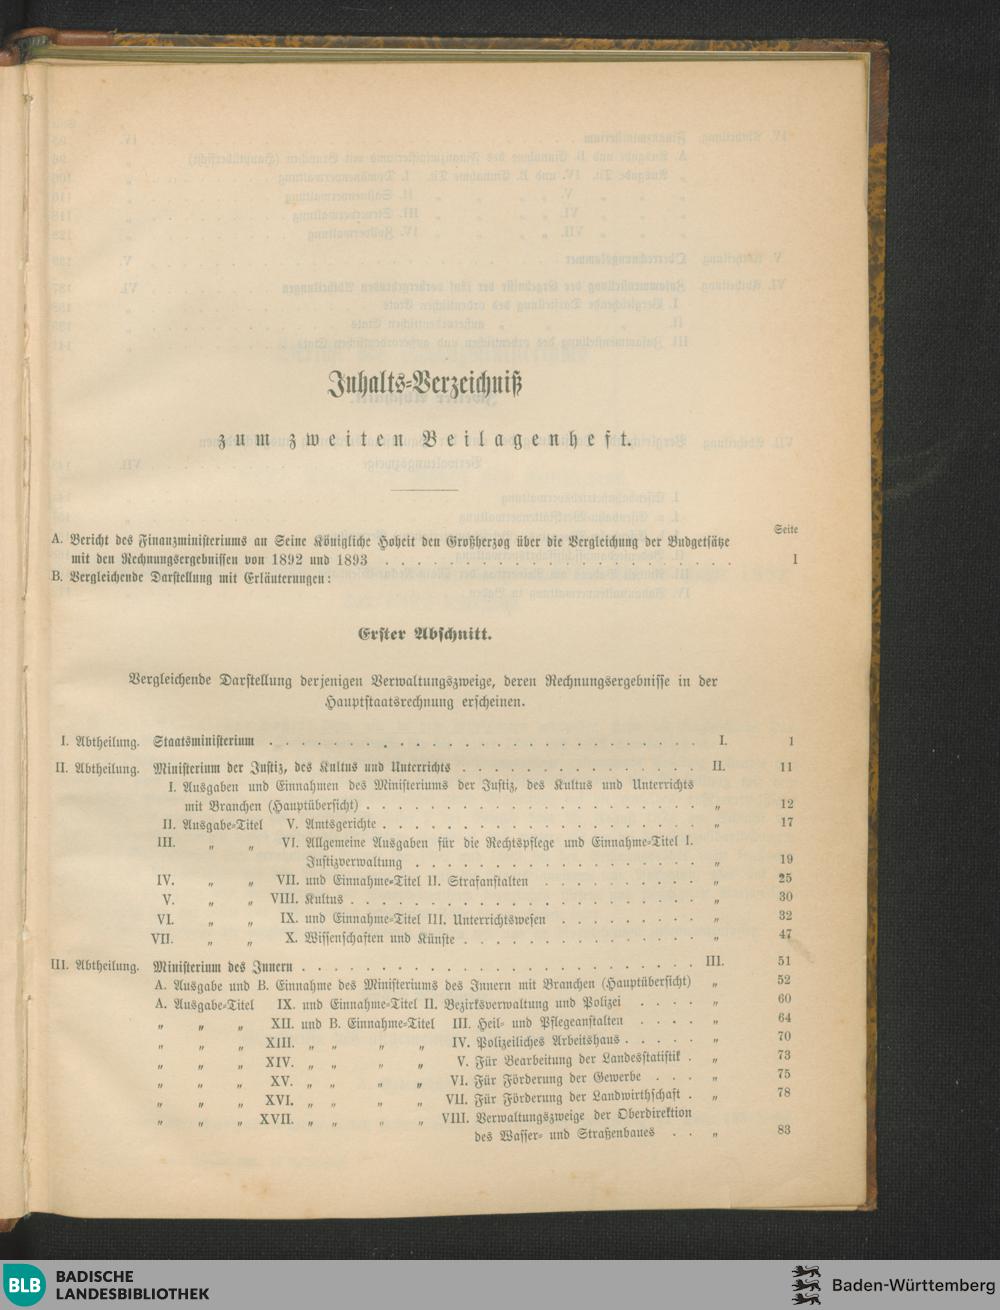 Inhalts-Verzeichniß
zum zweiten Beilagenheft.
Seite
A. Bericht des Finanzministeriums an Seine Königliche Hoheit den Großherzog über die Vergleichung der Budgetsätze
mit den Rechnungsergebnissen von 1892 und 1893 . . . . . . . . . . . . . . . . . . . . . . I
B. Vergleichende Darstellung mit Erläuterungen:
Erster Abschnitt.
Vergleichende Darstellung derjenigen Verwaltungszweige, deren Rechnungsergebnisse in der
Hauptstaatsrechnung erscheinen.
I. Abtheilung. Staatsministerium . . . . . . . . . . . . . . . . . . . . . . I. 1
II. Abtheilung. Ministerium der Justiz, des Kultus und Unterrichts . . . . . . . . . . . . . . II. 11
I. Ausgaben und Einnahmen des Ministeriums der Justiz, des Kultus und Unterrichts
mit Branchen (Hauptübersicht) . . . . . . . . . . . . . . . . . . „ 12
II. Ausgabe-Titel V. Amtsgerichte . . . . . . . . . . . . . . . . . . „ 17
III. „ „ VI. Allgemeine Ausgaben für die Rechtspflege und Einnahme-Titel I.
Justizverwaltung . . . . . . . . . . . . . . . . „ 19
IV. „ „ VII. und Einnahme-Titel II. Strafanstalten . . . . . . . . . . „ 25
V. „ „ VIII. Kultus . . . . . . . . . . . . . . . . . . . . „ 30
VI. „ „ IX. und Einnahme-Titel III. Unterrichtswesen . . . . . . . . . „ 32
VII. „ „ X. Wissenschaften und Künste . . . . . . . . . . . . . . „ 47
III. Abtheilung. Ministerium des Innern . . . . . . . . . . . . . . . . . . . . . III. 51
A. Ausgabe und B. Einnahme des Ministeriums des Innern mit Branchen (Hauptübersicht) „ 52
A. Ausgabe-Titel IX. und Einnahme-Titel II. Bezirksverwaltung und Polizei . . . . „ 60
„ „ „ XII. und B. Einnahme-Titel III. Heil- und Pflegeanstalten . . . . „ 64
„ „ „ XIII. „ „ „ „ IV. Polizeiliches Arbeitshaus . . . . . „ 70
„ „ „ XIV. „ „ „ „ V. Für Bearbeitung der Landesstatistik . „ 73
„ „ „ XV. „ „ „ „ VI. Für Förderung der Gewerbe . . . „ 75
„ „ „ XVI. „ „ „ „ VII. Für Förderung der Landwirthschaft . „ 78
„ „ „ XVII. „ „ „ „ VIII. Verwaltungszweige der Oberdirektion
des Wasser- und Straßenbaues . . „ 83
BLB BADISCHE
LANDESBIBLIOTHEK
Baden-Württemberg